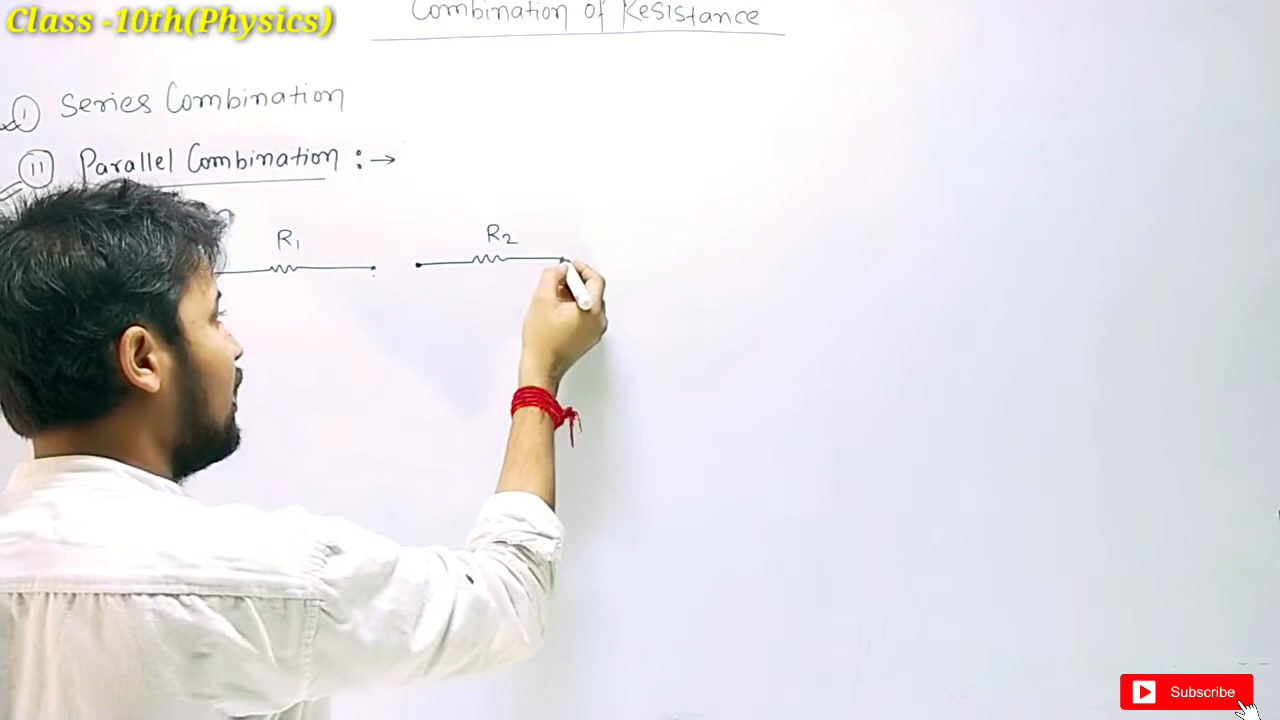 Class -10th(Physics)
Combination of Resistance
I Series Combination
II Parallel Combination :→
R1
R2
Subscribe